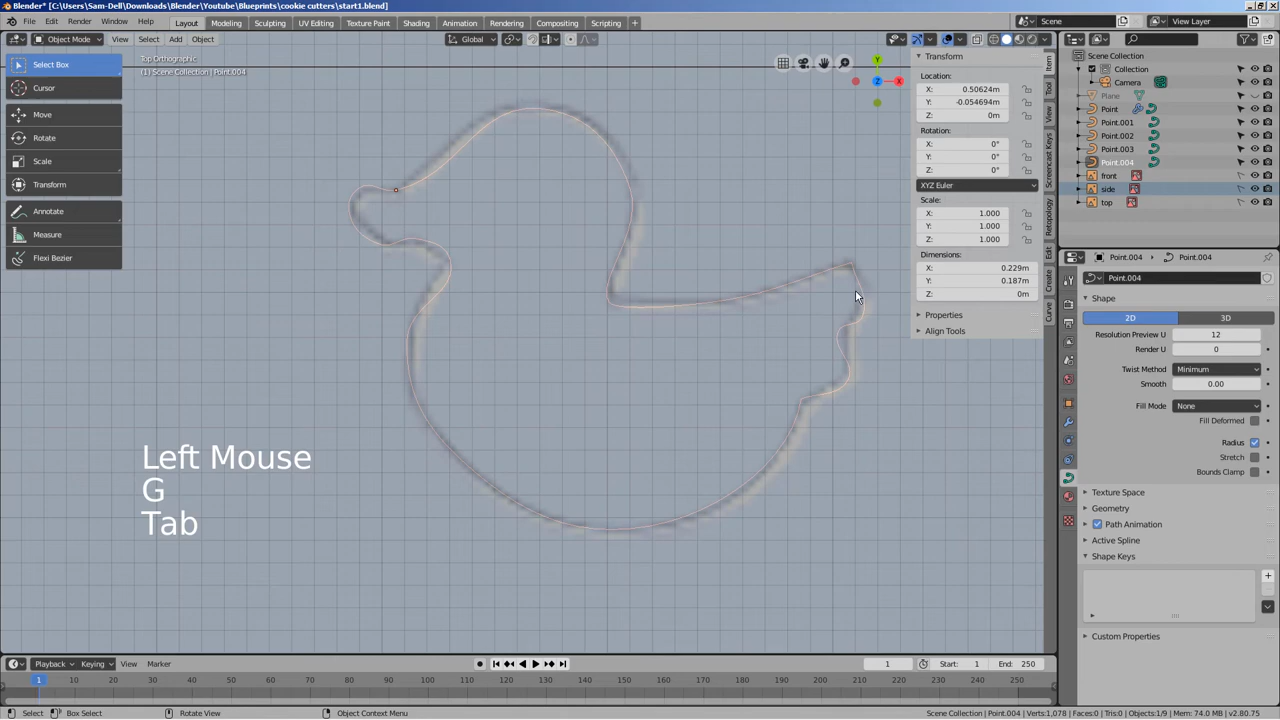 Blender* [C:\Users\Sam-Dell\Downloads\Blender\Youtube\Blueprints\cookie cutters\start1.blend]
File Edit Render Window Help Layout Modeling Sculpting UV Editing Texture Paint Shading Animation Rendering Compositing Scripting Scene View Layer
Object Mode View Select Add Object Global
Top Orthographic
(1) Scene Collection | Point.004
Select Box
Cursor
Move
Rotate
Scale
Transform
Annotate
Measure
Flexi Bezier
Y
X
Z
Transform
Location:
X: 0.50624m
Y: -0.054694m
Z: 0m
Rotation:
X: 0°
Y: 0°
Z: 0°
XYZ Euler
Scale:
X: 1.000
Y: 1.000
Z: 1.000
Dimensions:
X: 0.229m
Y: 0.187m
Z: 0m
Properties
Align Tools
Item
Tool
View
Screencast Keys
Retopology
Edit
Create
Curve
Scene Collection
Collection
Camera
Plane
Point
Point.001
Point.002
Point.003
Point.004
front
side
top
Point.004 Point.004
Point.004
Shape
2D 3D
Resolution Preview U 12
Render U 0
Twist Method Minimum
Smooth 0.00
Fill Mode None
Fill Deformed
Radius
Stretch
Bounds Clamp
Texture Space
Geometry
Path Animation
Active Spline
Shape Keys
Custom Properties
Left Mouse
G
Tab
Playback Keying View Marker 1 Start: 1 End: 250
1 10 20 30 40 50 60 70 80 90 100 110 120 130 140 150 160 170 180 190 200 210 220 230 240 250
Select Box Select Rotate View Object Context Menu Scene Collection | Point.004 | Verts:1,078 | Faces:0 | Tris:0 | Objects:1/9 | Mem: 74.0 MB | v2.80.75